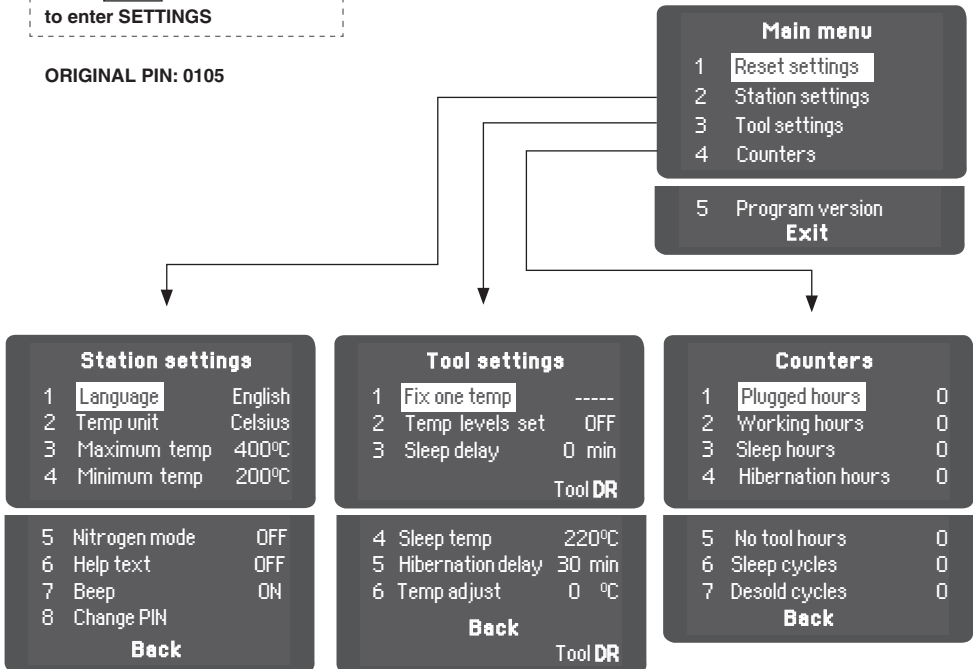 to enter SETTINGS
ORIGINAL PIN: 0105
Main menu
1 Reset settings
2 Station settings
3 Tool settings
4 Counters
5 Program version
Exit
Station settings
1 Language English
2 Temp unit Celsius
3 Maximum temp 400ºC
4 Minimum temp 200ºC
5 Nitrogen mode OFF
6 Help text OFF
7 Beep ON
8 Change PIN
Back
Tool settings
1 Fix one temp -----
2 Temp levels set OFF
3 Sleep delay 0 min
Tool DR
4 Sleep temp 220ºC
5 Hibernation delay 30 min
6 Temp adjust 0 ºC
Back
Tool DR
Counters
1 Plugged hours 0
2 Working hours 0
3 Sleep hours 0
4 Hibernation hours 0
5 No tool hours 0
6 Sleep cycles 0
7 Desold cycles 0
Back